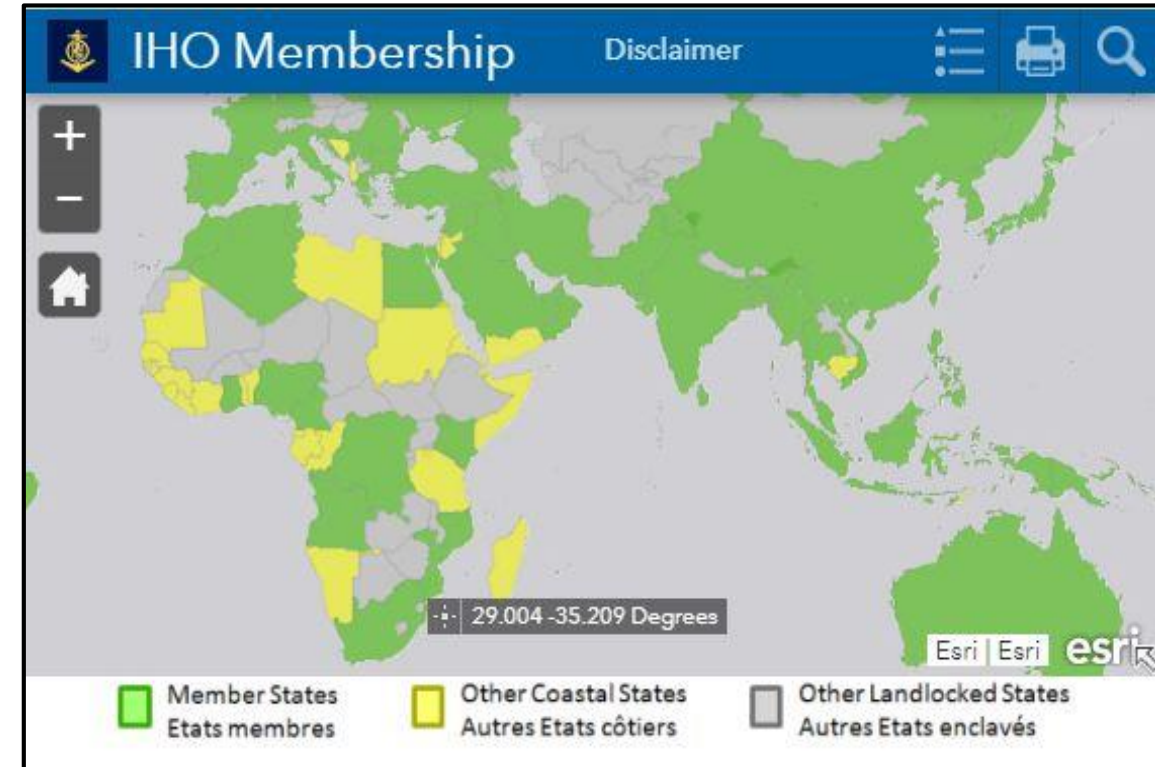 IHO Membership
Disclaimer
+
−
29.004 -35.209 Degrees
Esri | Esri
esri
Member States
Etats membres
Other Coastal States
Autres Etats côtiers
Other Landlocked States
Autres Etats enclavés